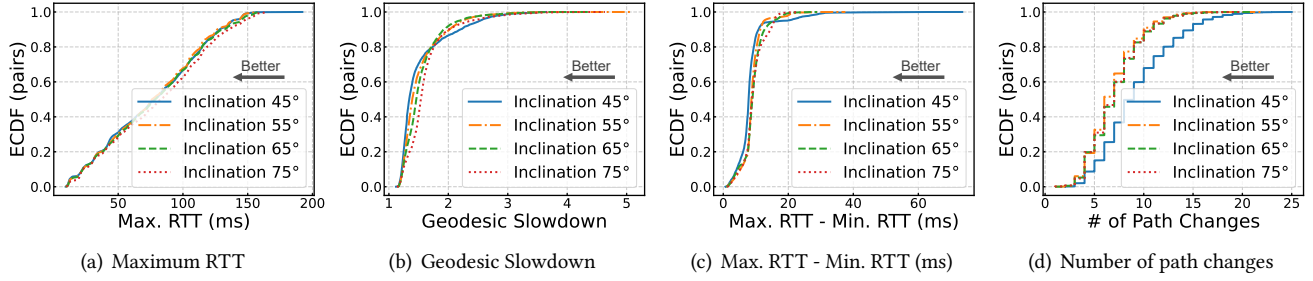 1.0
0.8
0.6
0.4
0.2
0.0
ECDF (pairs)
Better
Inclination 45°
Inclination 55°
Inclination 65°
Inclination 75°
50
100
150
200
Max. RTT (ms)
(a) Maximum RTT
1.0
0.8
0.6
0.4
0.2
0.0
ECDF (pairs)
Better
Inclination 45°
Inclination 55°
Inclination 65°
Inclination 75°
1
2
3
4
5
Geodesic Slowdown
(b) Geodesic Slowdown
1.0
0.8
0.6
0.4
0.2
0.0
ECDF (pairs)
Better
Inclination 45°
Inclination 55°
Inclination 65°
Inclination 75°
0
20
40
60
Max. RTT - Min. RTT (ms)
(c) Max. RTT - Min. RTT (ms)
1.0
0.8
0.6
0.4
0.2
0.0
ECDF (pairs)
Better
Inclination 45°
Inclination 55°
Inclination 65°
Inclination 75°
0
5
10
15
20
25
# of Path Changes
(d) Number of path changes